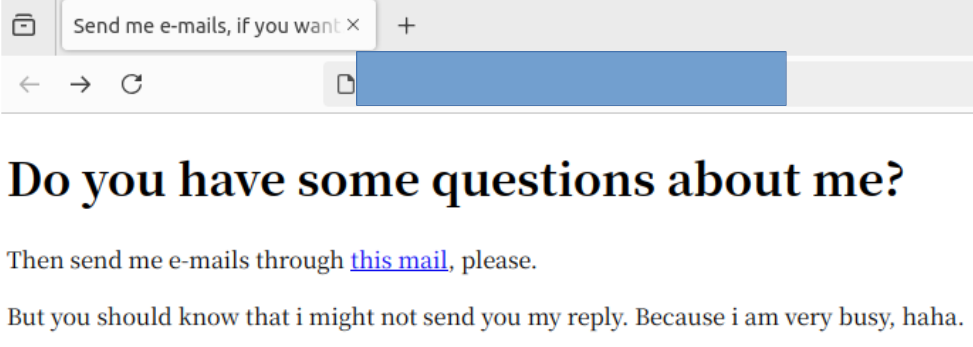 Send me e-mails, if you want
Do you have some questions about me?
Then send me e-mails through this mail, please.
But you should know that i might not send you my reply. Because i am very busy, haha.